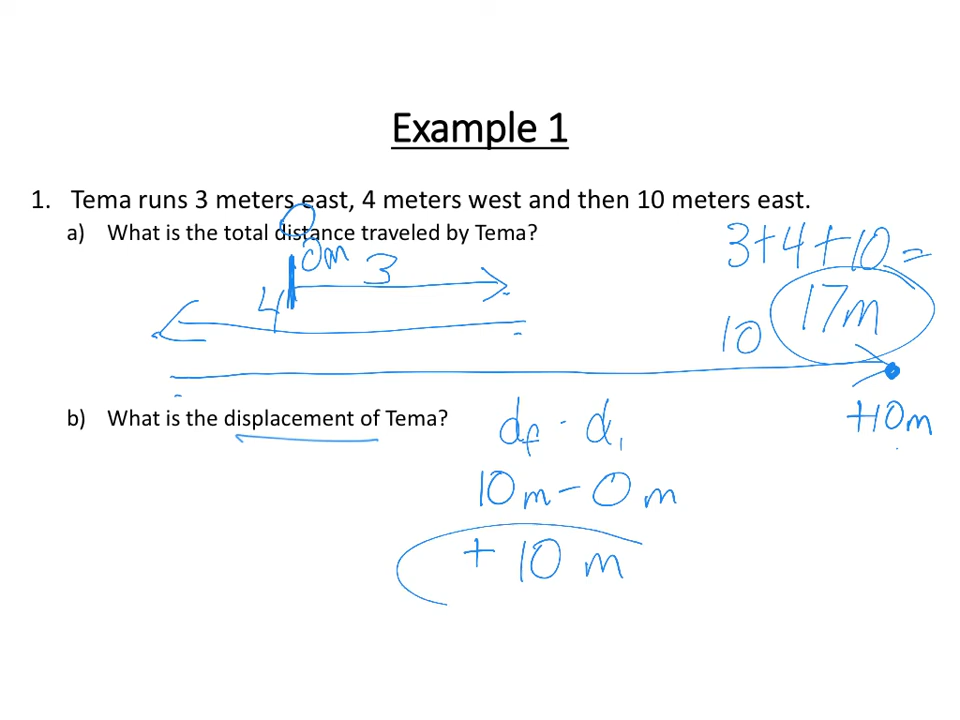 Example 1
1. Tema runs 3 meters east, 4 meters west and then 10 meters east.
a) What is the total distance traveled by Tema?
3+4+10=
0m
3
17m
4
10
+10m
b) What is the displacement of Tema?
df - di
10m - 0m
+ 10 m